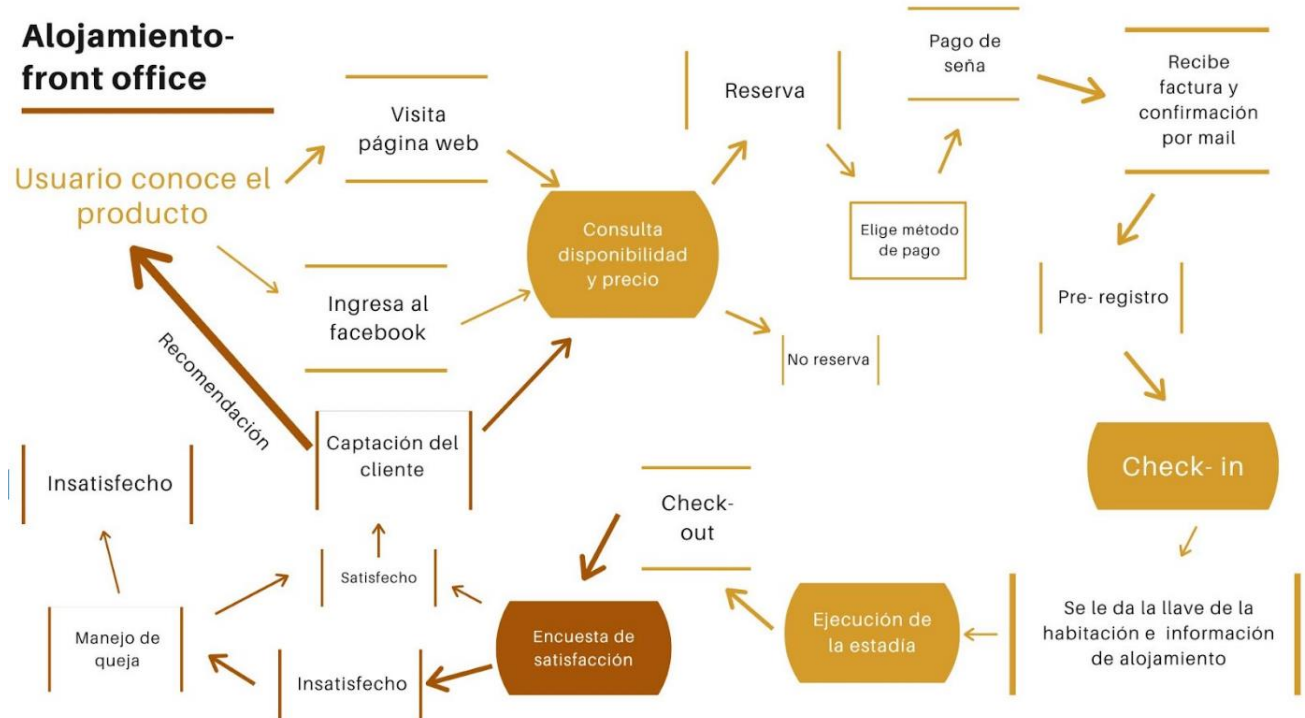 Alojamiento-
front office
Usuario conoce el
producto
Visita
página web
Ingresa al
facebook
Consulta
disponibilidad
y precio
Reserva
No reserva
Elige método
de pago
Pago de
seña
Recibe
factura y
confirmación
por mail
Pre- registro
Check- in
Se le da la llave de la
habitación e información
de alojamiento
Ejecución de
la estadía
Check-
out
Encuesta de
satisfacción
Satisfecho
Insatisfecho
Manejo de
queja
Insatisfecho
Captación del
cliente
Recomendación